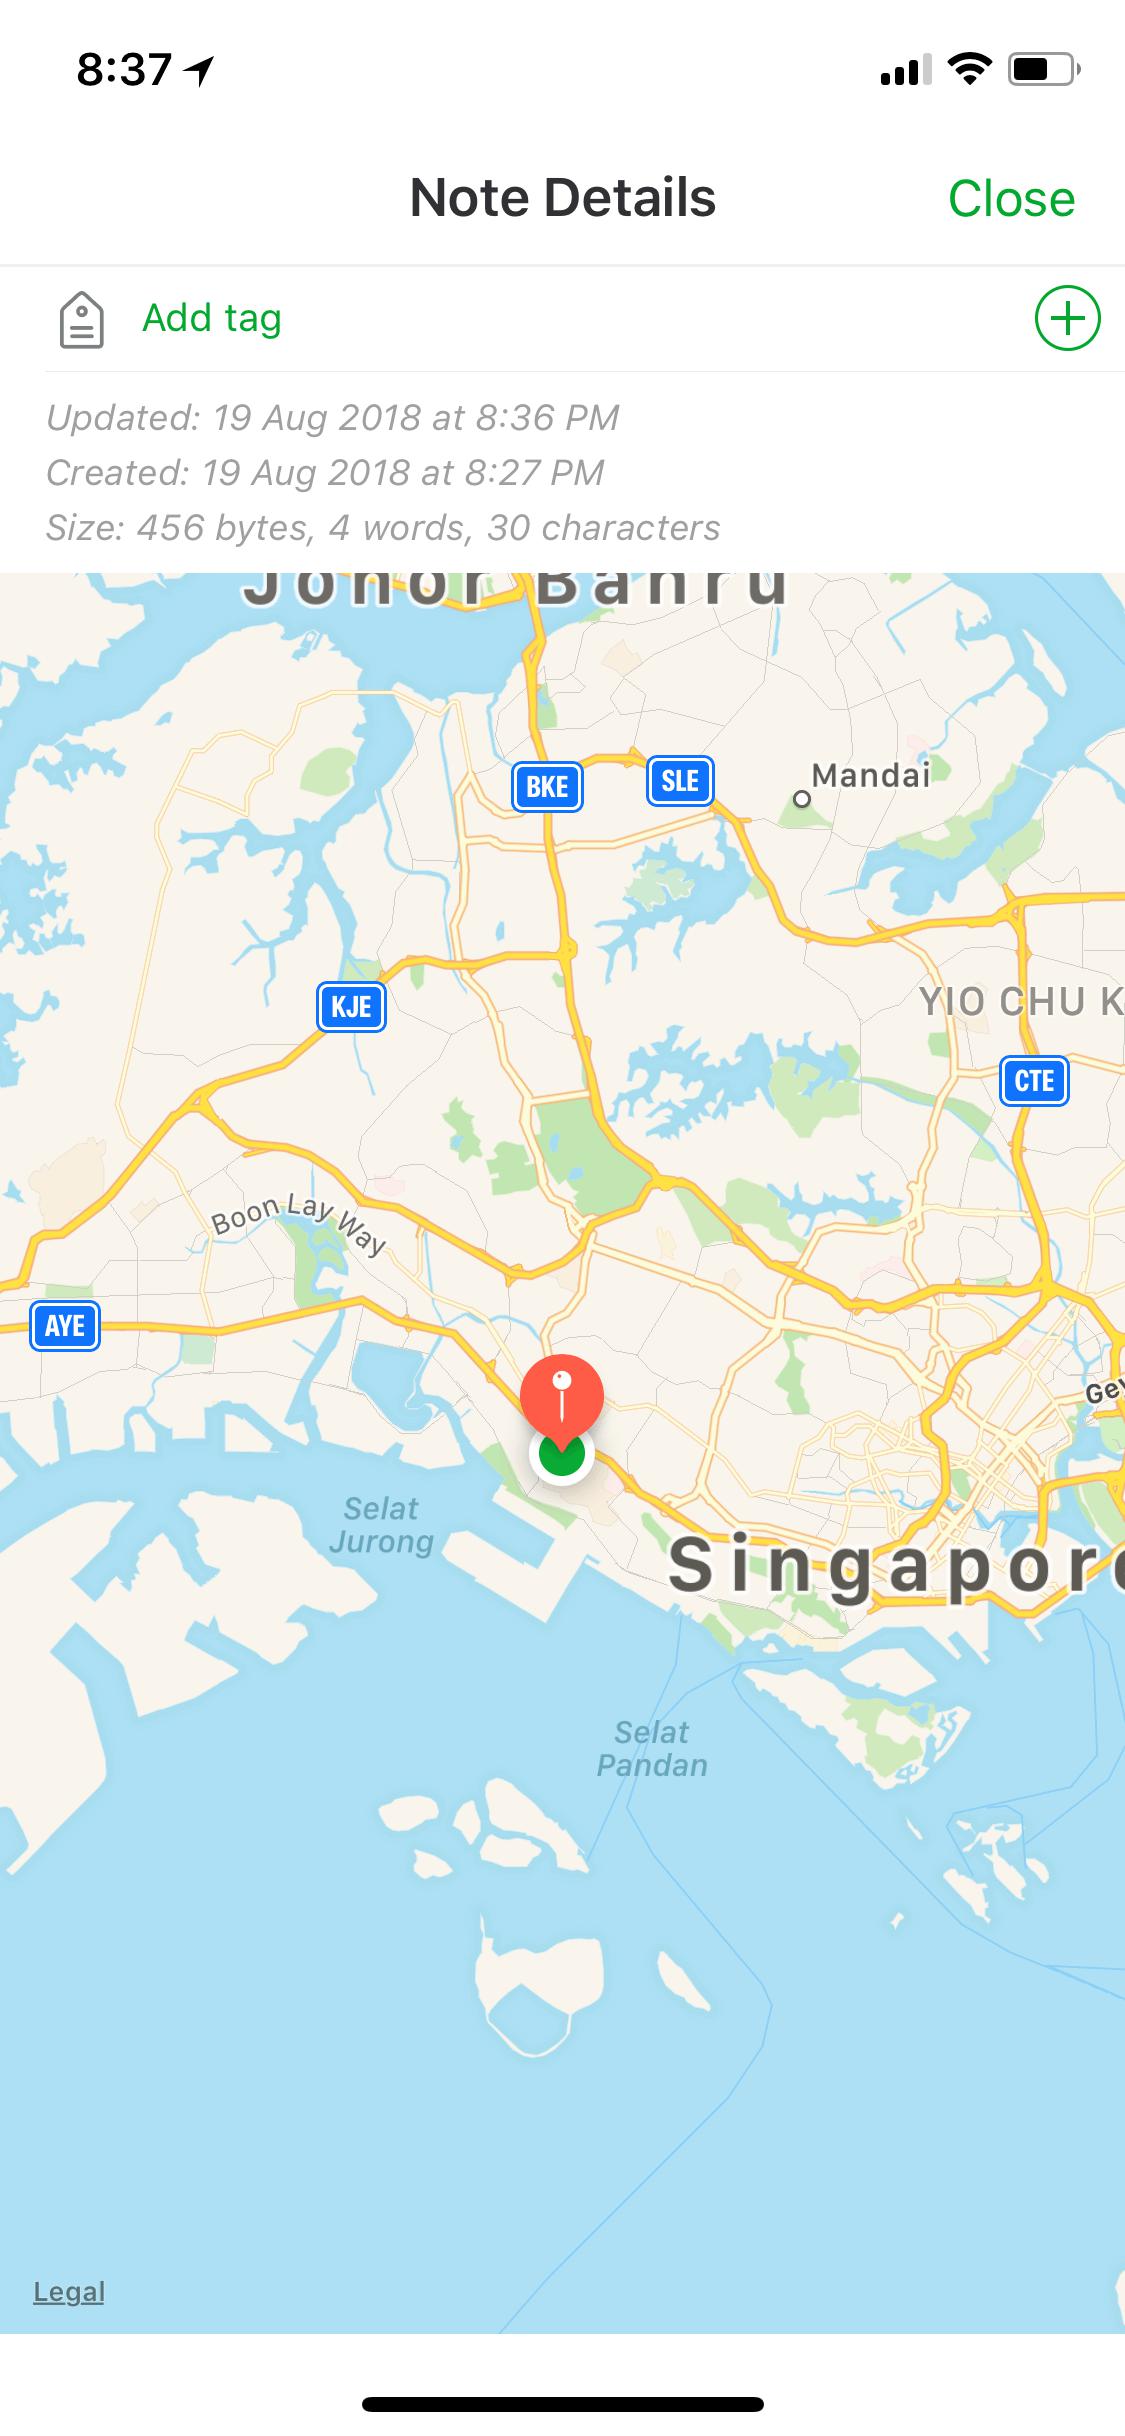 8:37
Note Details
Close
Add tag
Updated: 19 Aug 2018 at 8:36 PM
Created: 19 Aug 2018 at 8:27 PM
Size: 456 bytes, 4 words, 30 characters
Johor Bahru
BKE
SLE
Mandai
KJE
YIO CHU K
CTE
Boon Lay Way
AYE
Gey
Selat
Jurong
Singapore
Selat
Pandan
Legal